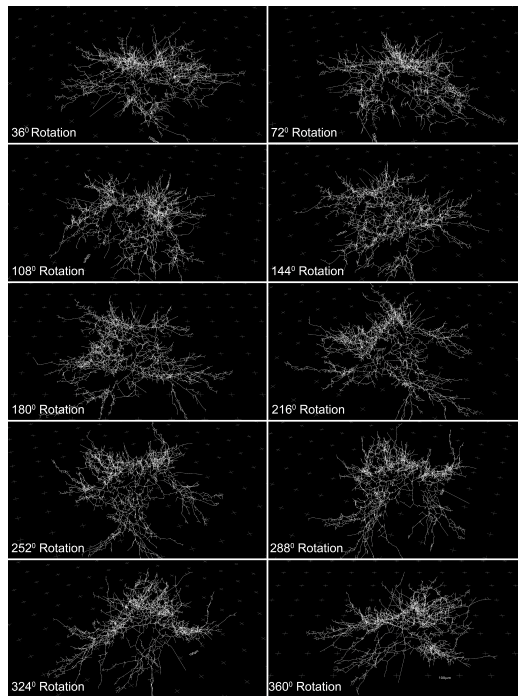 36⁰ Rotation
72⁰ Rotation
108⁰ Rotation
144⁰ Rotation
180⁰ Rotation
216⁰ Rotation
252⁰ Rotation
288⁰ Rotation
324⁰ Rotation
360⁰ Rotation